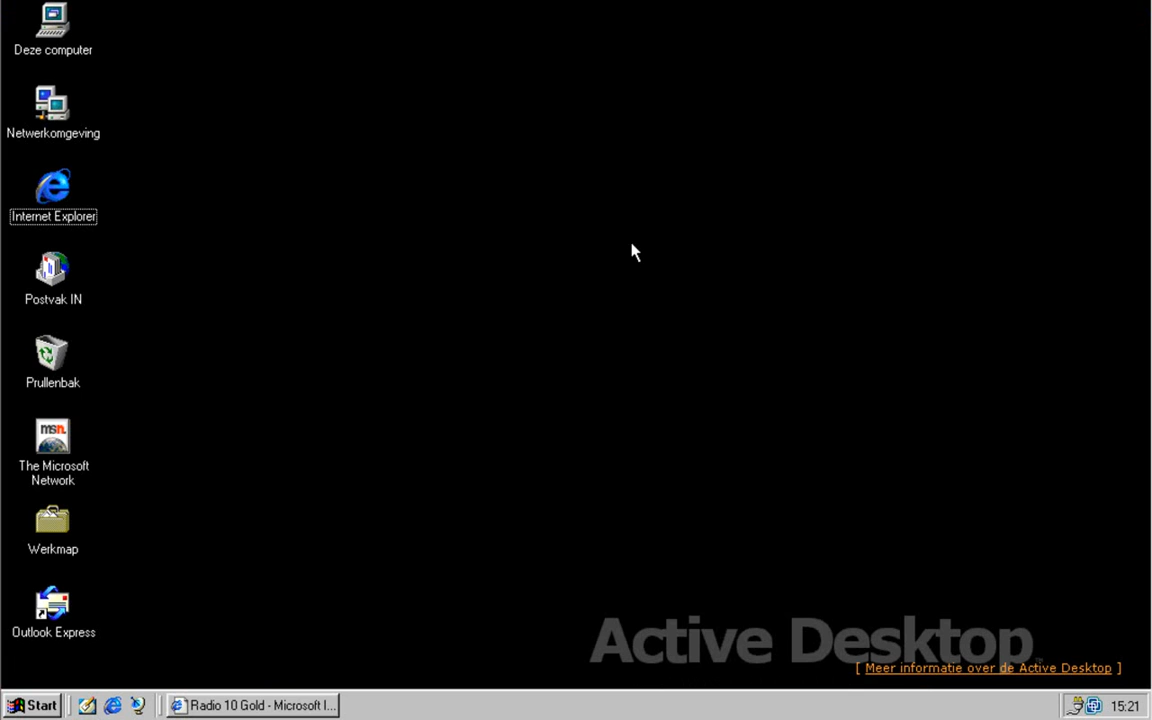 Deze computer
Netwerkomgeving
Internet Explorer
Postvak IN
Prullenbak
msn.
The Microsoft
Network
Werkmap
Outlook Express
Active Desktop
[ Meer informatie over de Active Desktop ]
Start
Radio 10 Gold - Microsoft I...
15:21